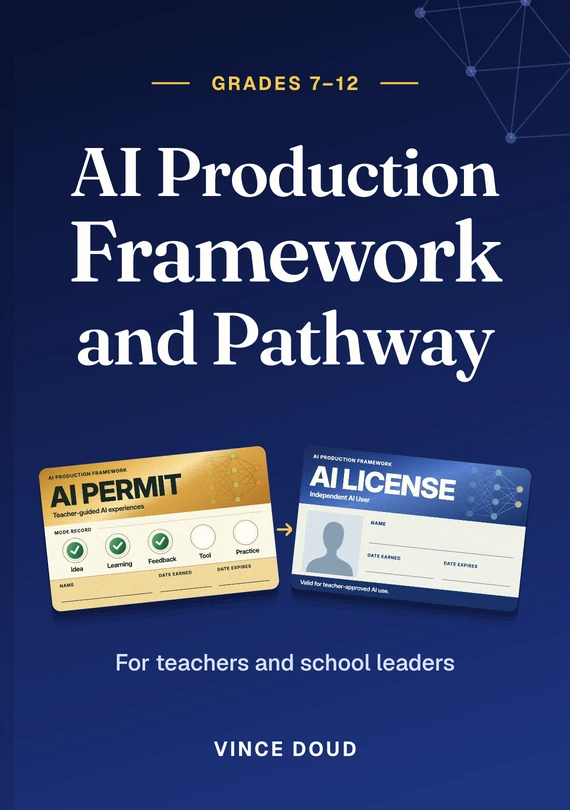 GRADES 7–12
AI Production
Framework
and Pathway
AI PRODUCTION FRAMEWORK
AI PERMIT
Teacher-guided AI experiences
MODE RECORD
Idea
Learning
Feedback
Tool
Practice
NAME
DATE EARNED
DATE EXPIRES
AI PRODUCTION FRAMEWORK
AI LICENSE
Independent AI User
NAME
DATE EARNED
DATE EXPIRES
Valid for teacher-approved AI use.
For teachers and school leaders
VINCE DOUD